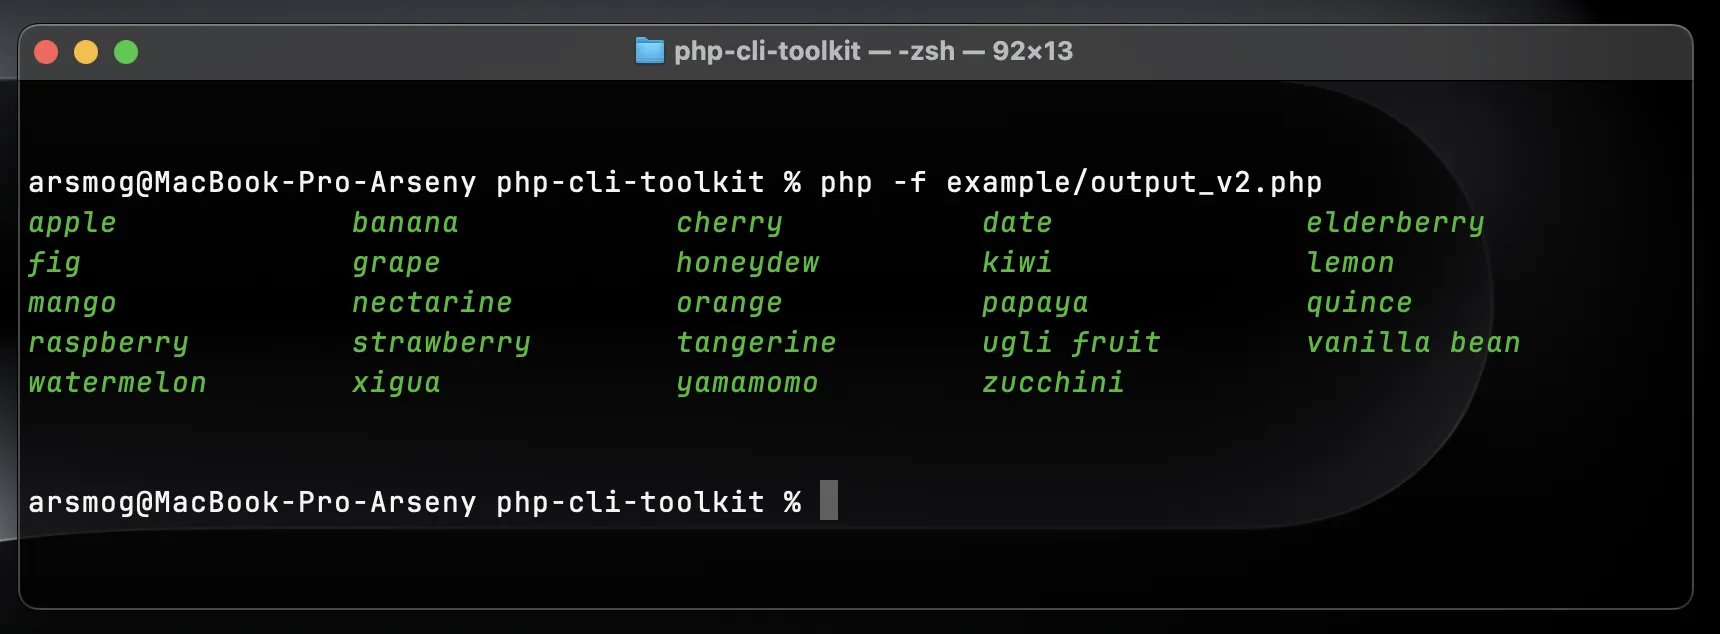 php-cli-toolkit — -zsh — 92×13
arsmog@MacBook-Pro-Arseny php-cli-toolkit % php -f example/output_v2.php
apple banana cherry date elderberry
fig grape honeydew kiwi lemon
mango nectarine orange papaya quince
raspberry strawberry tangerine ugli fruit vanilla bean
watermelon xigua yamamomo zucchini
arsmog@MacBook-Pro-Arseny php-cli-toolkit %